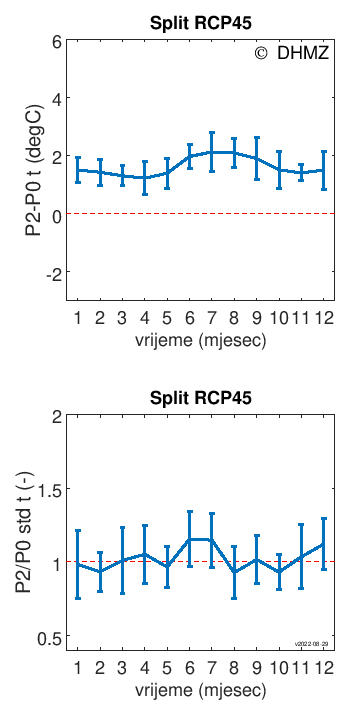 Split RCP45
© DHMZ
6
4
2
0
-2
P2-P0 t (degC)
1 2 3 4 5 6 7 8 9 10 11 12
vrijeme (mjesec)
Split RCP45
2
1.5
1
0.5
P2/P0 std t (-)
v2022-08-29
1 2 3 4 5 6 7 8 9 10 11 12
vrijeme (mjesec)